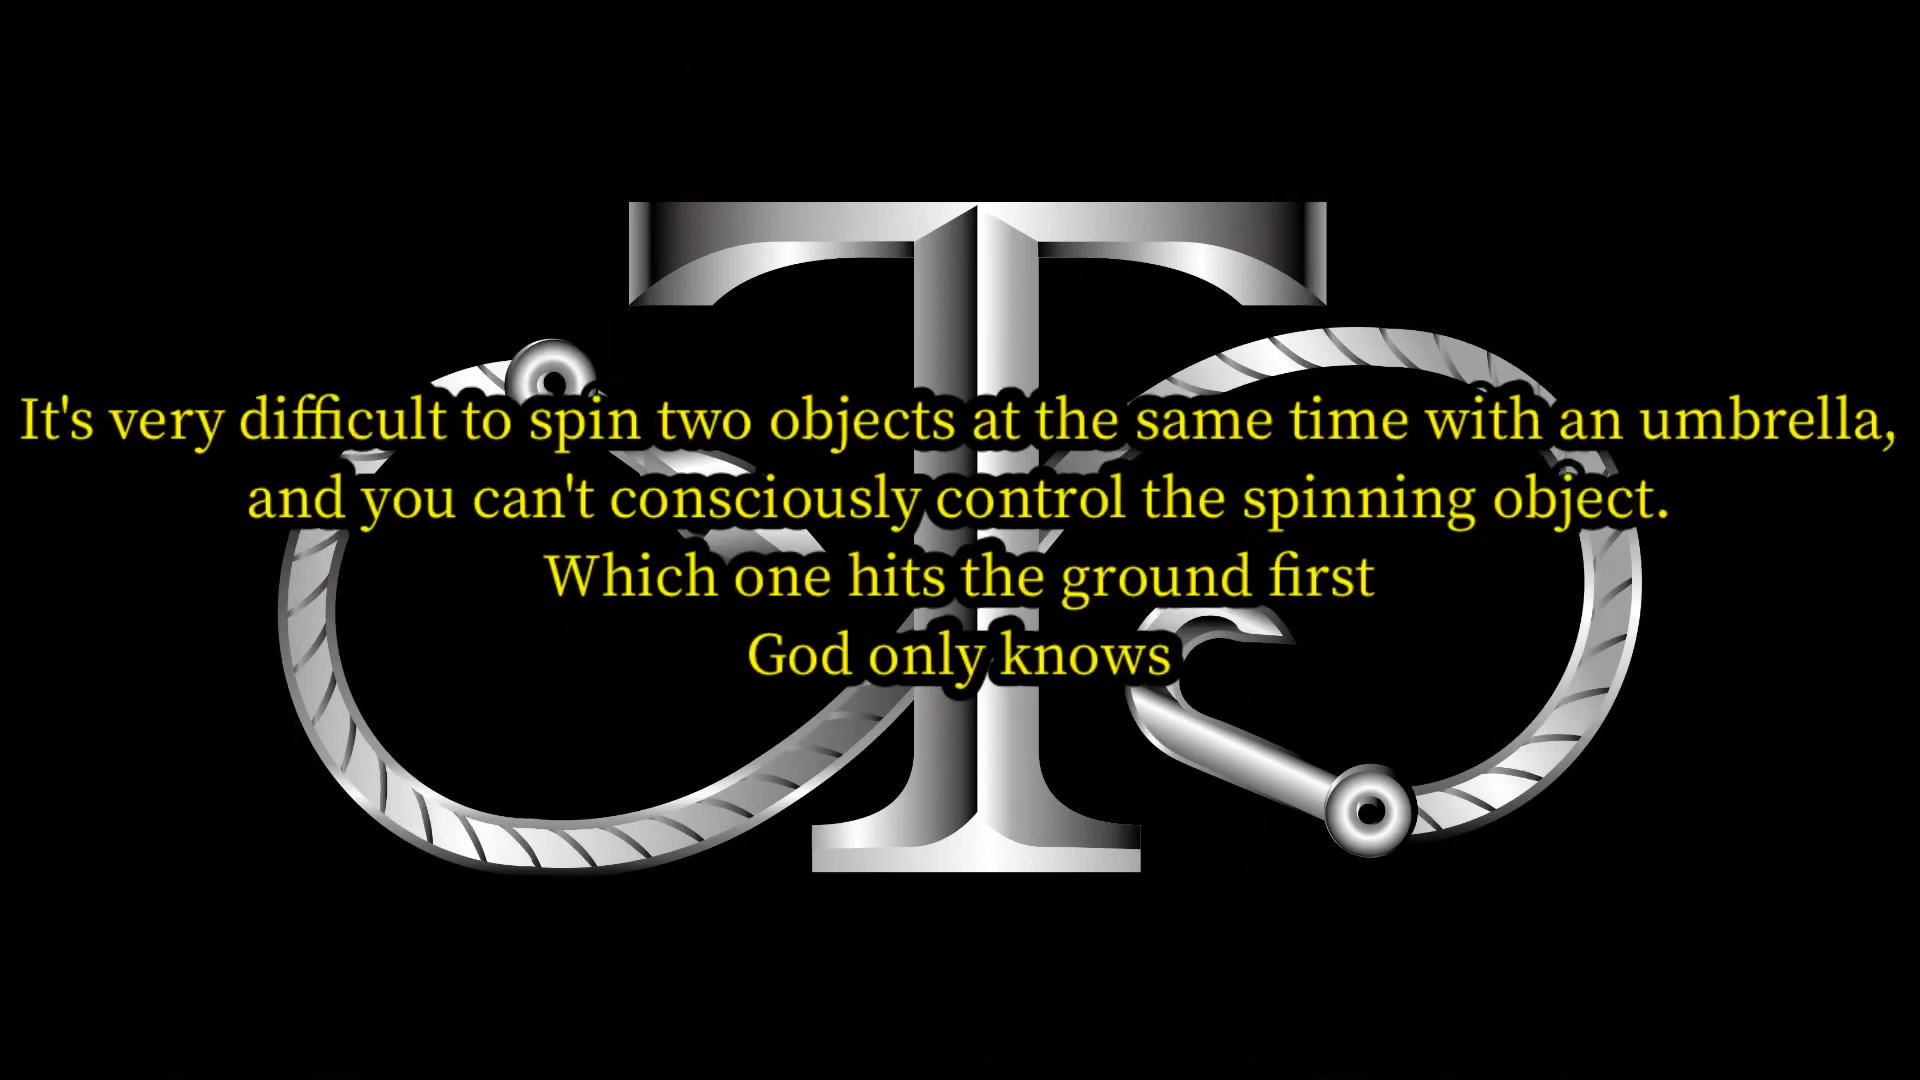 It's very difficult to spin two objects at the same time with an umbrella,
and you can't consciously control the spinning object.
Which one hits the ground first
God only knows